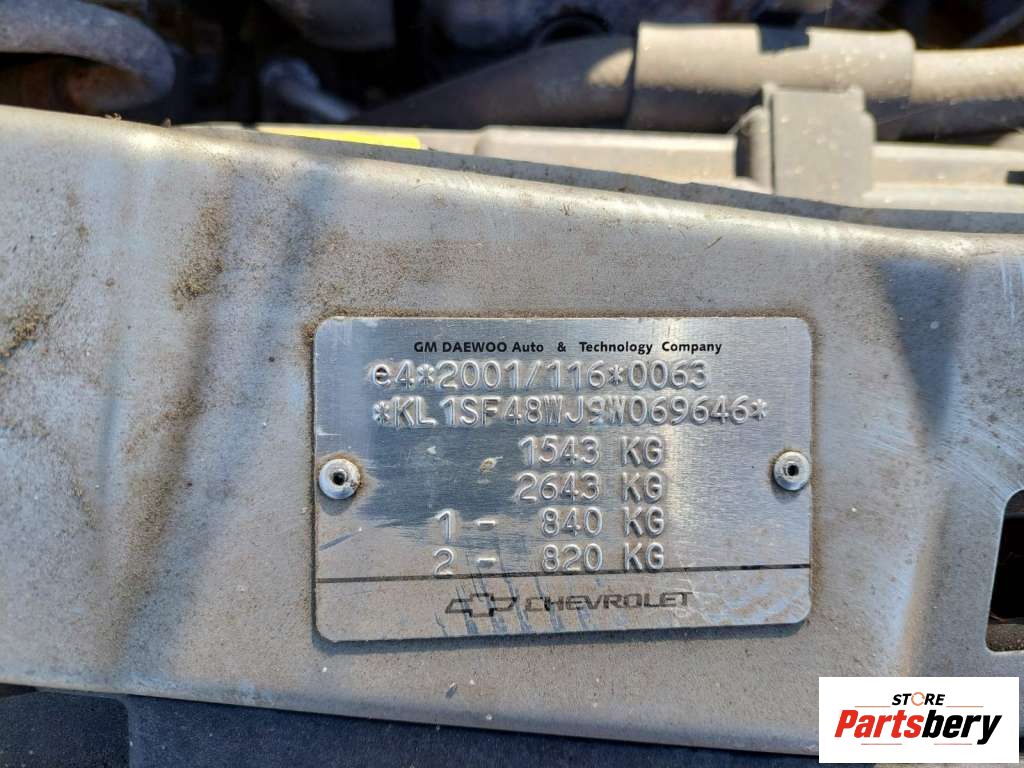 GM DAEWOO Auto & Technology Company
e4*2001/116*0063
*KL1SF48WJ9W069646*
1543 KG
2643 KG
1 - 840 KG
2 - 820 KG
CHEVROLET
STORE
Partsbery